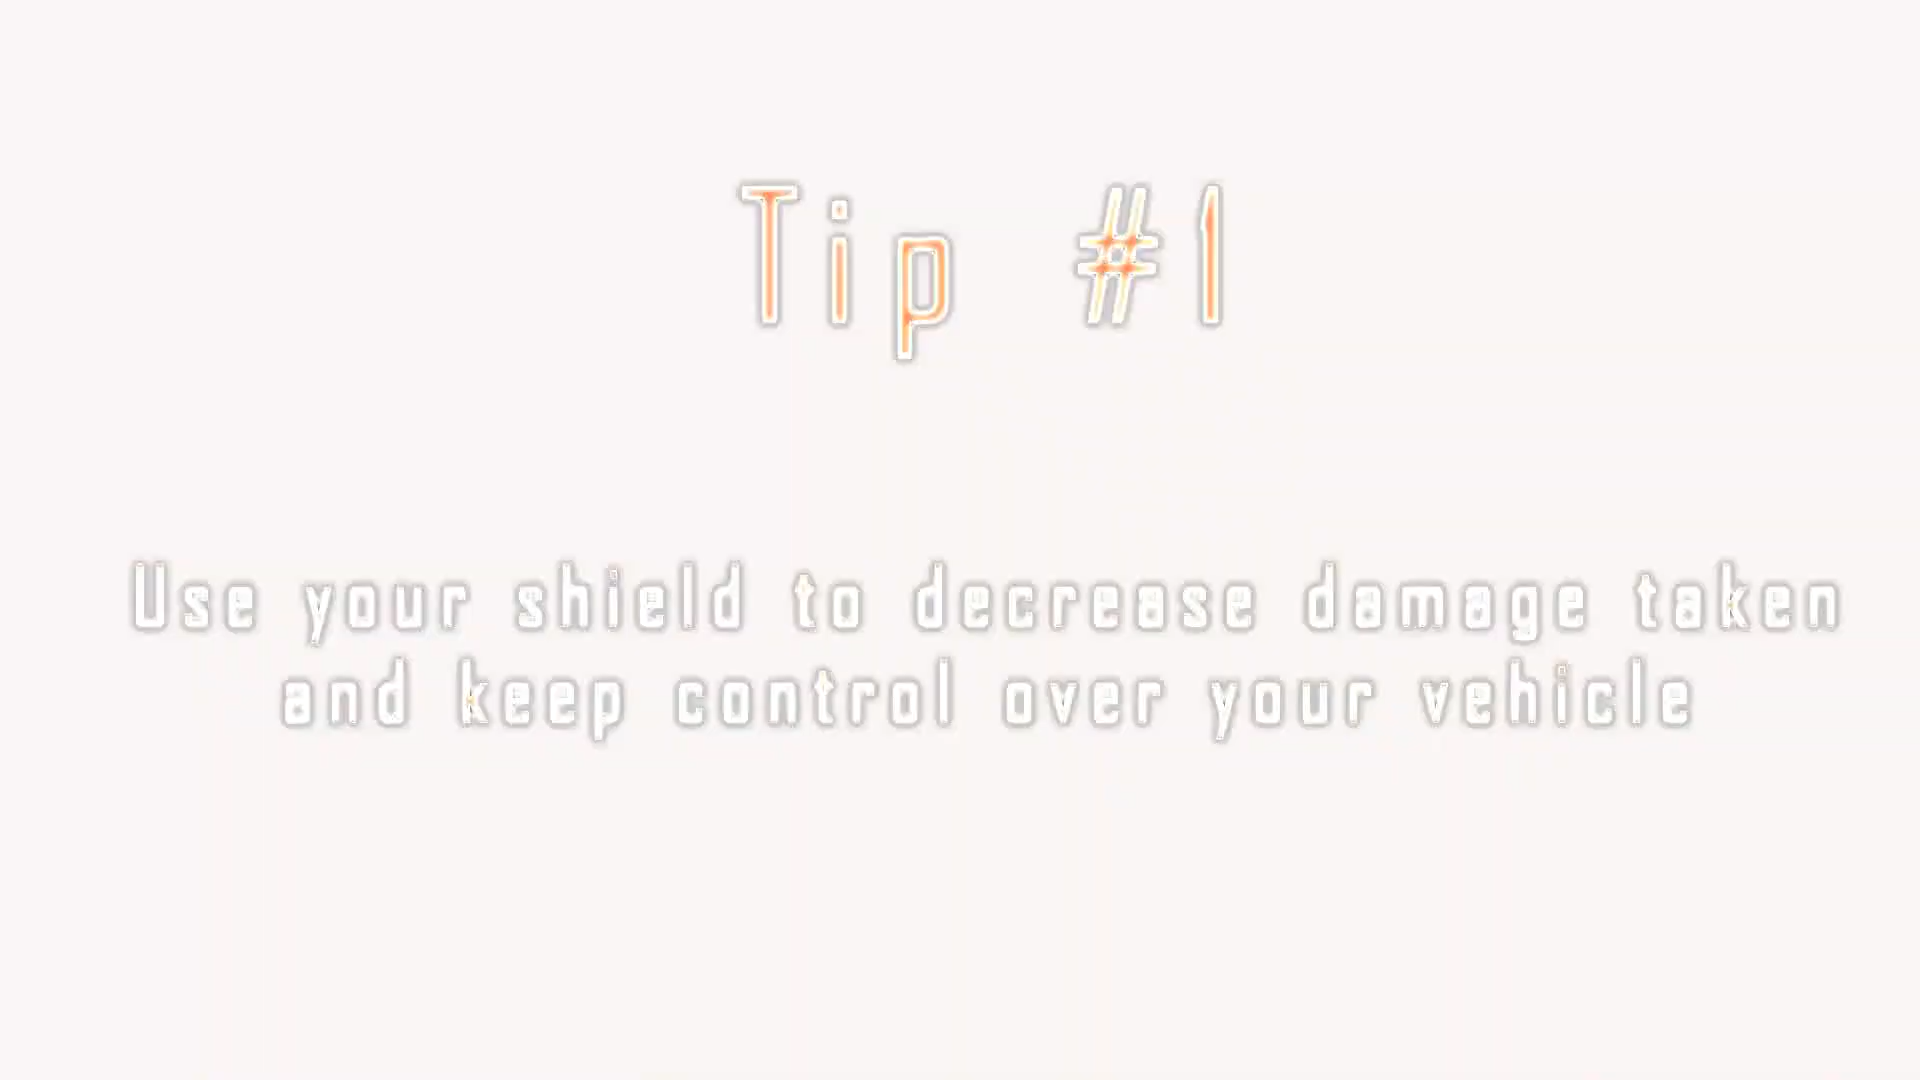 Tip #1
Use your shield to decrease damage taken
and keep control over your vehicle